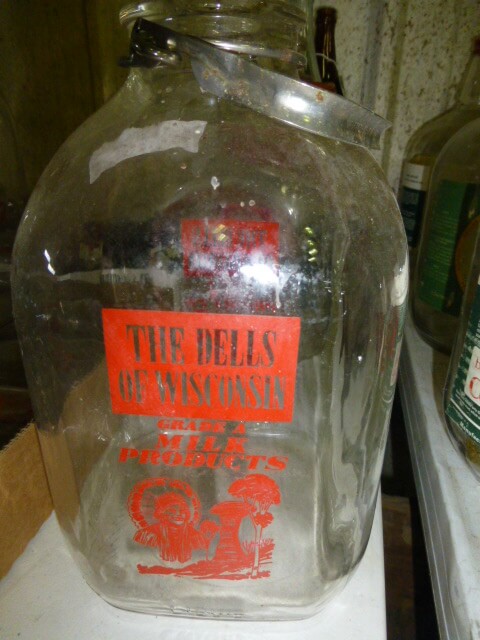 THE DELLS
OF WISCONSIN
GRADE A
MILK
PRODUCTS